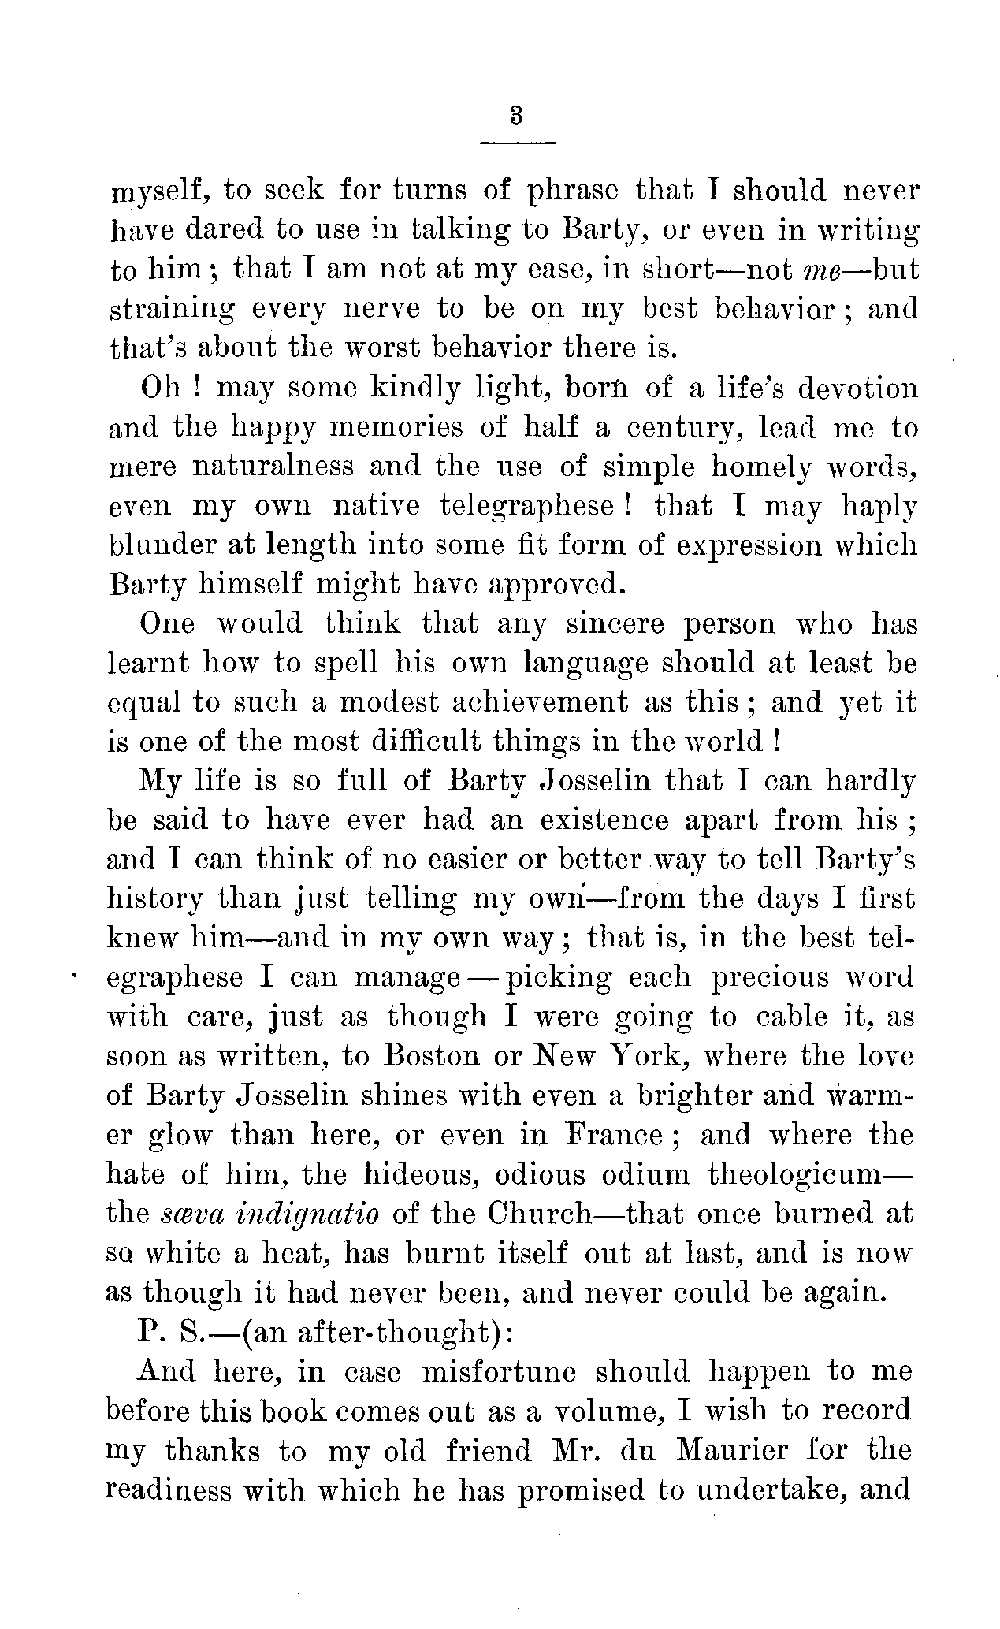 3
myself, to seek for turns of phrase that I should never
have dared to use in talking to Barty, or even in writing
to him ; that I am not at my ease, in short—not me—but
straining every nerve to be on my best behavior ; and
that's about the worst behavior there is.
Oh ! may some kindly light, born of a life's devotion
and the happy memories of half a century, lead me to
mere naturalness and the use of simple homely words,
even my own native telegraphese ! that I may haply
blunder at length into some fit form of expression which
Barty himself might have approved.
One would think that any sincere person who has
learnt how to spell his own language should at least be
equal to such a modest achievement as this ; and yet it
is one of the most difficult things in the world !
My life is so full of Barty Josselin that I can hardly
be said to have ever had an existence apart from his ;
and I can think of no easier or better way to tell Barty's
history than just telling my own—from the days I first
knew him—and in my own way ; that is, in the best tel-
egraphese I can manage — picking each precious word
with care, just as though I were going to cable it, as
soon as written, to Boston or New York, where the love
of Barty Josselin shines with even a brighter and warm-
er glow than here, or even in France ; and where the
hate of him, the hideous, odious odium theologicum—
the sæva indignatio of the Church—that once burned at
so white a heat, has burnt itself out at last, and is now
as though it had never been, and never could be again.
P. S.—(an after-thought):
And here, in case misfortune should happen to me
before this book comes out as a volume, I wish to record
my thanks to my old friend Mr. du Maurier for the
readiness with which he has promised to undertake, and